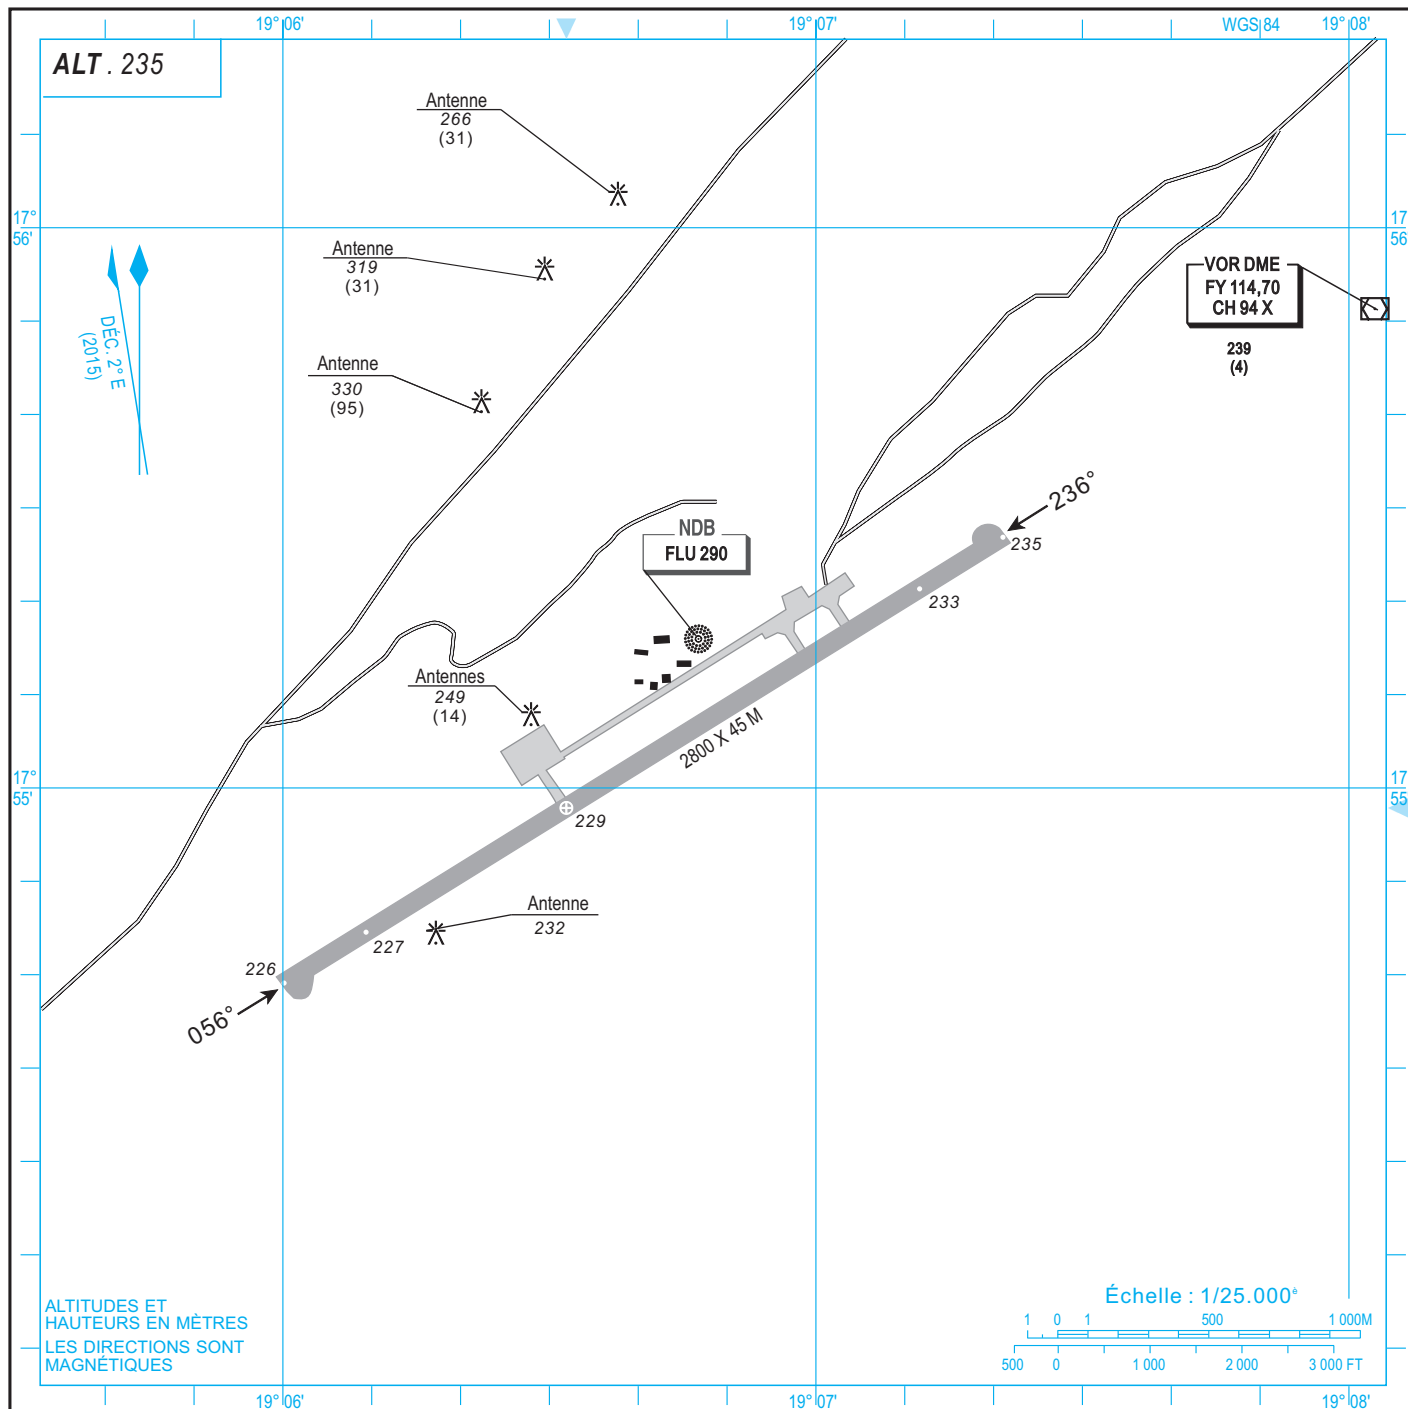 19° 06'
19° 07'
WGS 84
19° 08'
ALT . 235
Antenne
266
(31)
17°
56'
17
56
Antenne
319
(31)
VOR DME
FY 114,70
CH 94 X
239
(4)
DÉC. 2° E
(2015)
Antenne
330
(95)
236°
235
NDB
FLU 290
233
Antennes
249
(14)
2800 X 45 M
17°
55'
17
55
229
Antenne
232
227
226
056°
ALTITUDES ET
HAUTEURS EN MÈTRES
LES DIRECTIONS SONT
MAGNÉTIQUES
Échelle : 1/25.000è
1 0 1 500 1 000M
500 0 1 000 2 000 3 000 FT
19° 06'
19° 07'
19° 08'